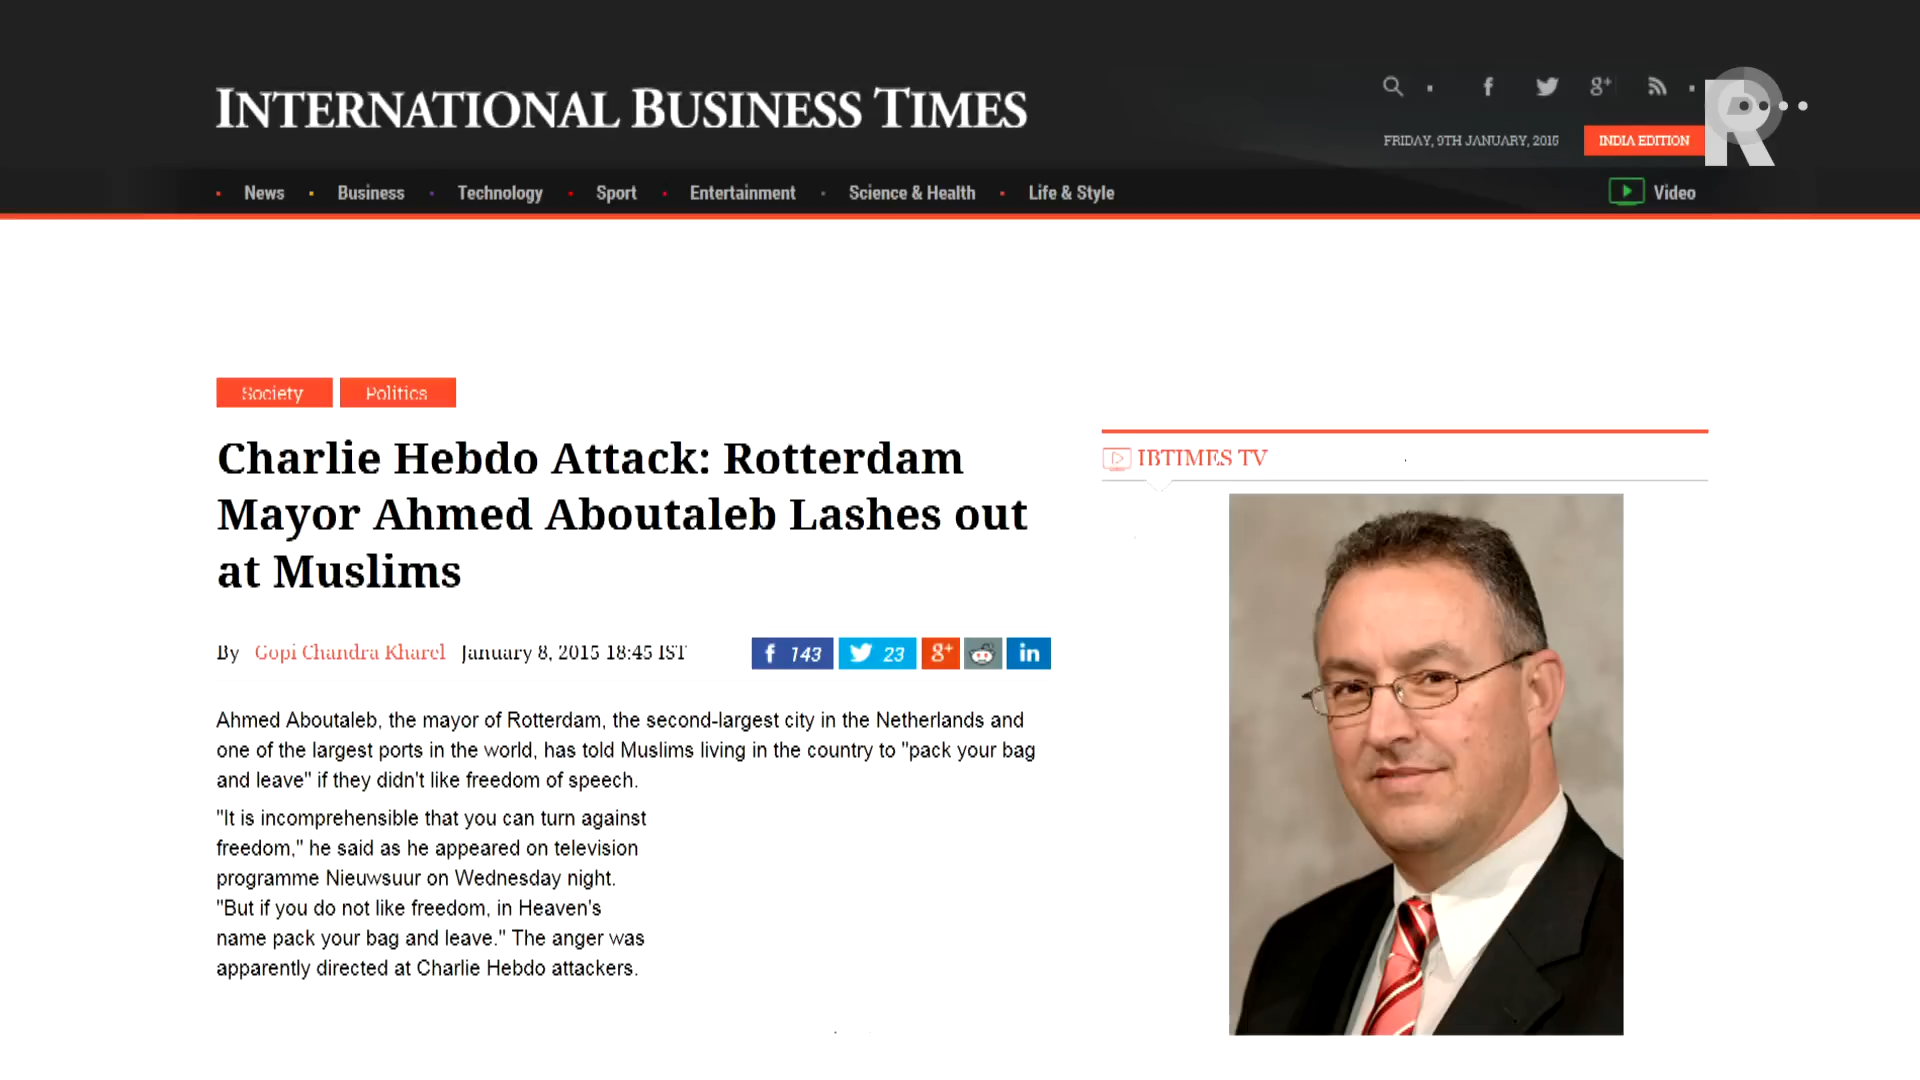 INTERNATIONAL BUSINESS TIMES
FRIDAY, 9TH JANUARY, 2015
INDIA EDITION
R
News Business Technology Sport Entertainment Science & Health Life & Style Video
Society Politics
Charlie Hebdo Attack: Rotterdam
Mayor Ahmed Aboutaleb Lashes out
at Muslims
IBTIMES TV
By Gopi Chandra Kharel January 8, 2015 18:45 IST
f 143 23 g+ in
Ahmed Aboutaleb, the mayor of Rotterdam, the second-largest city in the Netherlands and
one of the largest ports in the world, has told Muslims living in the country to "pack your bag
and leave" if they didn't like freedom of speech.
"It is incomprehensible that you can turn against
freedom," he said as he appeared on television
programme Nieuwsuur on Wednesday night.
"But if you do not like freedom, in Heaven's
name pack your bag and leave." The anger was
apparently directed at Charlie Hebdo attackers.